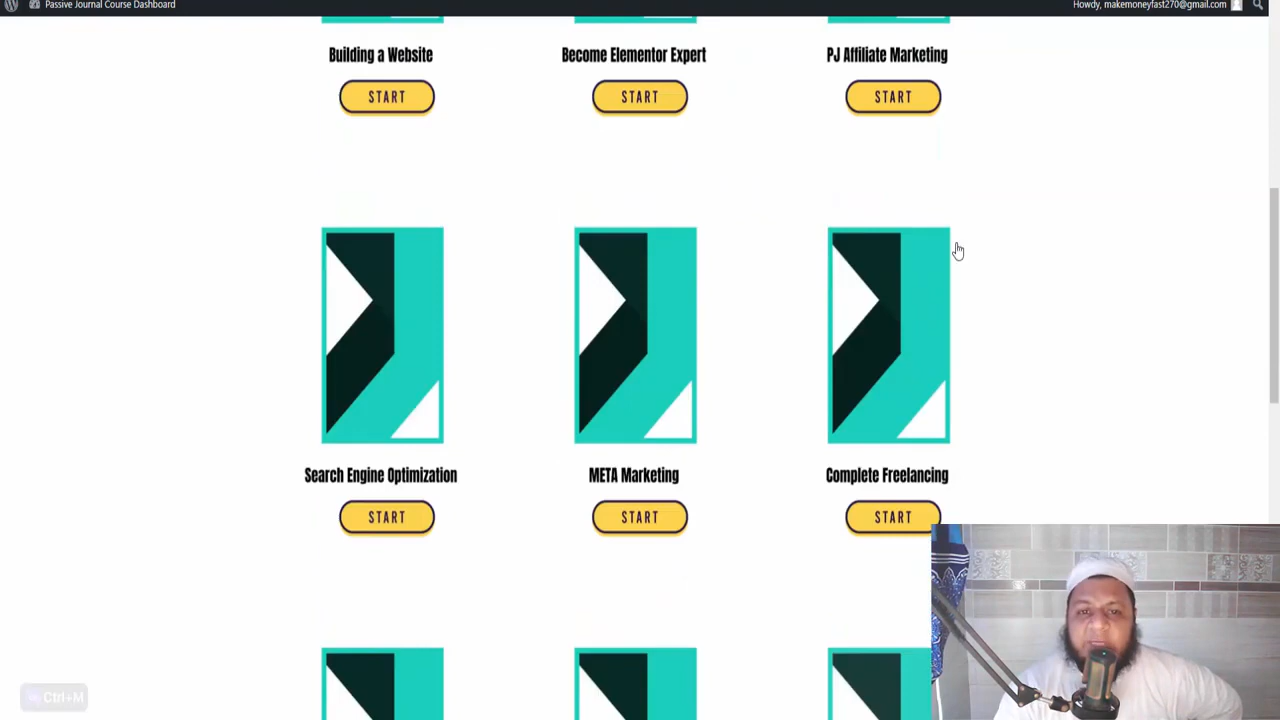 Passive Journal Course Dashboard
Howdy, makemoneyfast270@gmail.com
Building a Website
Become Elementor Expert
PJ Affiliate Marketing
START
START
START
Search Engine Optimization
META Marketing
Complete Freelancing
START
START
START
Ctrl+M